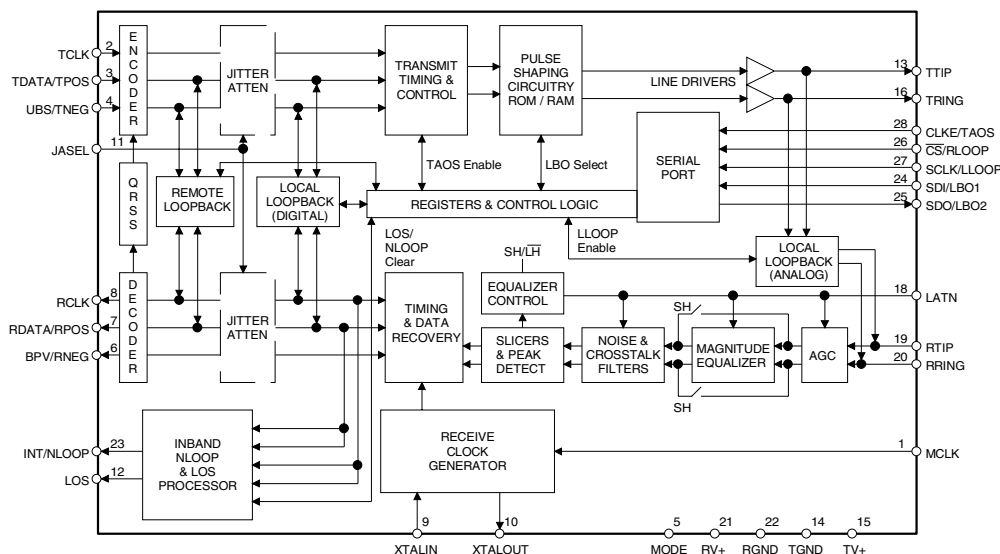 TCLK
2
TDATA/TPOS
3
UBS/TNEG
4
JASEL
11
ENCODER
JITTER
ATTEN
TRANSMIT
TIMING &
CONTROL
PULSE
SHAPING
CIRCUITRY
ROM / RAM
LINE DRIVERS
13
TTIP
16
TRING
28
CLKE/TAOS
26
CS/RLOOP
27
SCLK/LLOOP
24
SDI/LBO1
25
SDO/LBO2
SERIAL
PORT
TAOS Enable
LBO Select
QRSS
REMOTE
LOOPBACK
LOCAL
LOOPBACK
(DIGITAL)
REGISTERS & CONTROL LOGIC
LOS/
NLOOP
Clear
LLOOP
Enable
SH/LH
LOCAL
LOOPBACK
(ANALOG)
RCLK
8
RDATA/RPOS
7
BPV/RNEG
6
DECODER
JITTER
ATTEN
TIMING
& DATA
RECOVERY
EQUALIZER
CONTROL
18
LATN
SLICERS
& PEAK
DETECT
NOISE &
CROSSTALK
FILTERS
SH
MAGNITUDE
EQUALIZER
SH
AGC
19
RTIP
20
RRING
INT/NLOOP
23
LOS
12
INBAND
NLOOP
& LOS
PROCESSOR
RECEIVE
CLOCK
GENERATOR
1
MCLK
9
XTALIN
10
XTALOUT
5
MODE
21
RV+
22
RGND
14
TGND
15
TV+